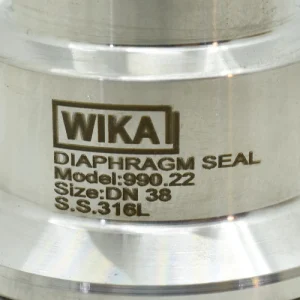 WIKA
DIAPHRAGM SEAL
Model:990.22
Size:DN 38
S.S.316L